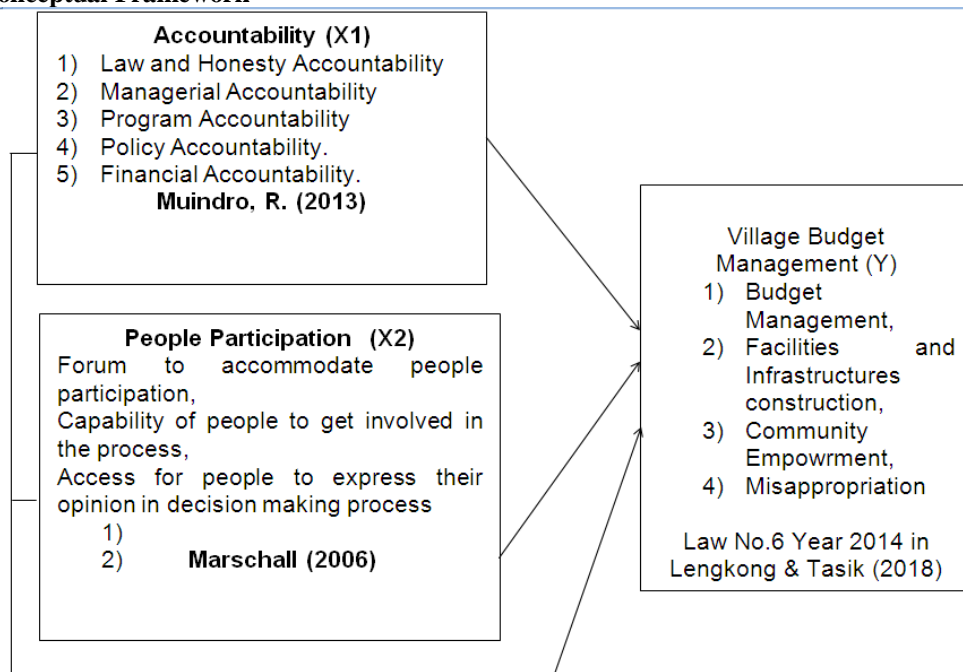 onceptual Framework
Accountability (X1)
1) Law and Honesty Accountability
2) Managerial Accountability
3) Program Accountability
4) Policy Accountability.
5) Financial Accountability.
Muindro, R. (2013)
People Participation (X2)
Forum to accommodate people
participation,
Capability of people to get involved in
the process,
Access for people to express their
opinion in decision making process
1)
2) Marschall (2006)
Village Budget
Management (Y)
1) Budget
Management,
2) Facilities and
Infrastructures
construction,
3) Community
Empowrment,
4) Misappropriation
Law No.6 Year 2014 in
Lengkong & Tasik (2018)